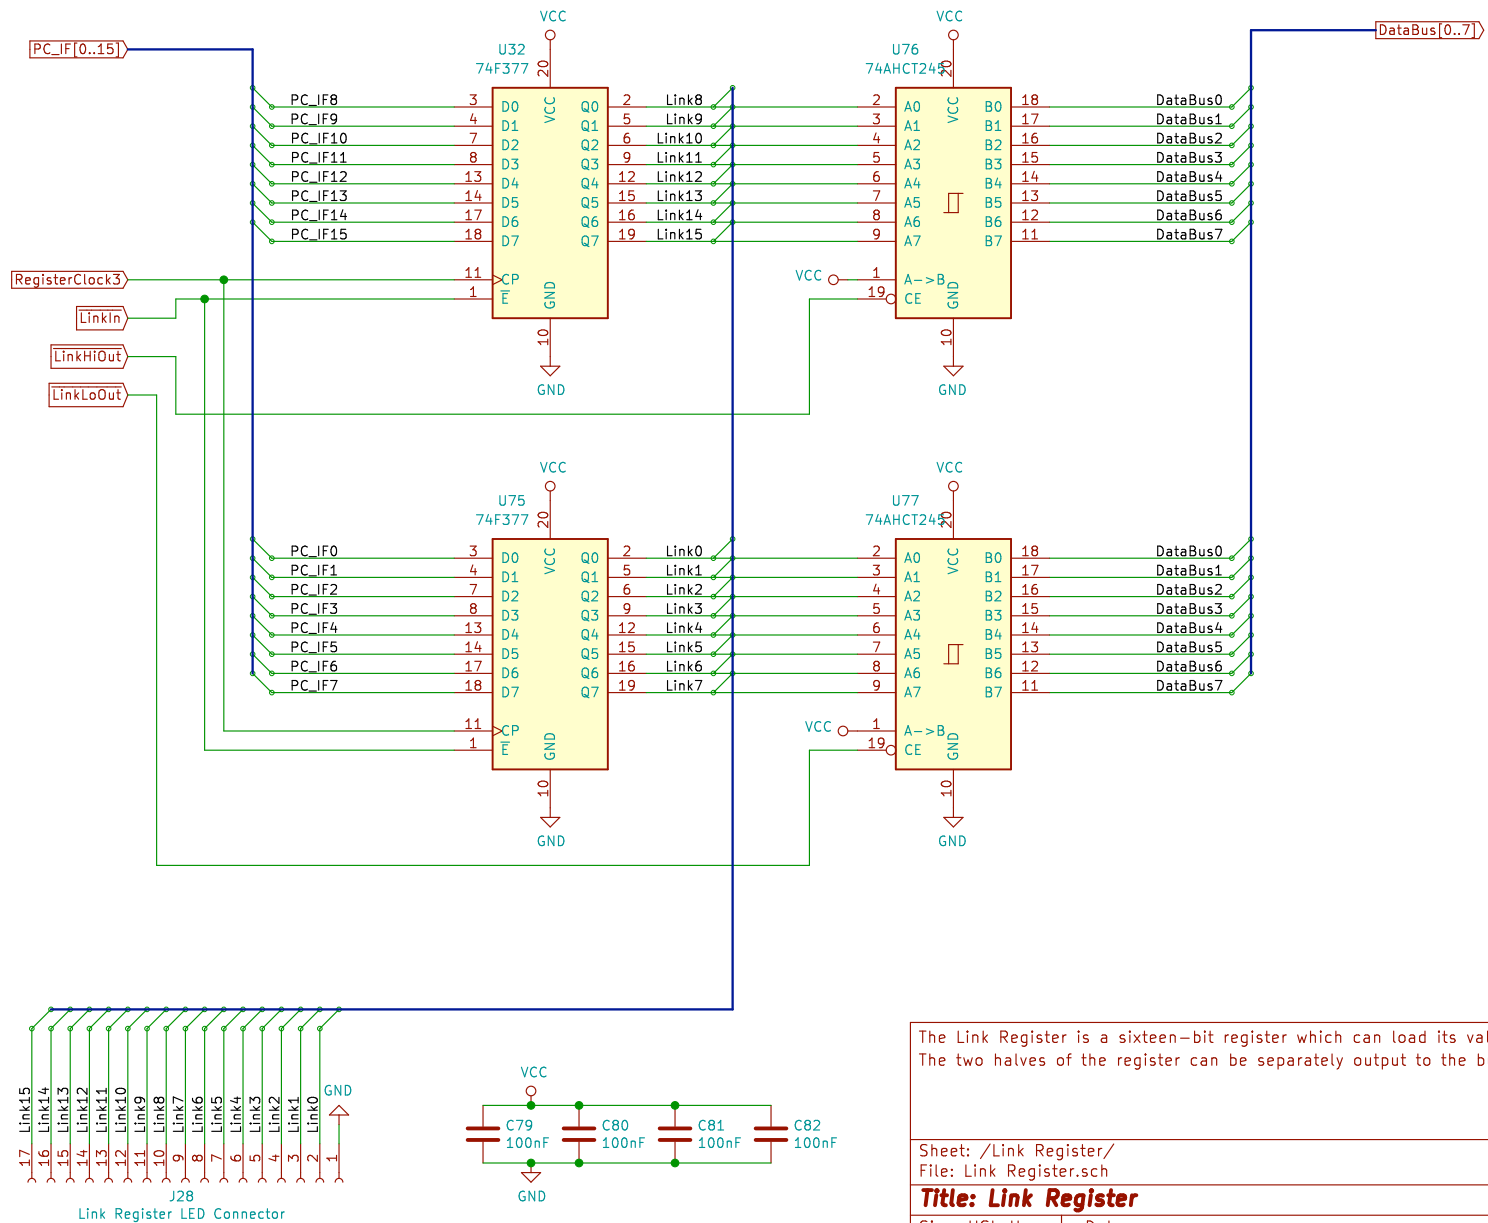 PC_IF[0..15]
DataBus[0..7]
RegisterClock3
LinkIn
LinkHiOut
LinkLoOut
VCC
U32
74F377
20
PC_IF8 3 D0 VCC Q0 2 Link8
PC_IF9 4 D1 Q1 5 Link9
PC_IF10 7 D2 Q2 6 Link10
PC_IF11 8 D3 Q3 9 Link11
PC_IF12 13 D4 Q4 12 Link12
PC_IF13 14 D5 Q5 15 Link13
PC_IF14 17 D6 Q6 16 Link14
PC_IF15 18 D7 Q7 19 Link15
11 CP
1 E GND
10
GND
VCC
U76
74AHCT245
20
2 A0 VCC B0 18 DataBus0
3 A1 B1 17 DataBus1
4 A2 B2 16 DataBus2
5 A3 B3 15 DataBus3
6 A4 B4 14 DataBus4
7 A5 B5 13 DataBus5
8 A6 B6 12 DataBus6
9 A7 B7 11 DataBus7
VCC 1 A->B
19 CE GND
10
GND
VCC
U75
74F377
20
PC_IF0 3 D0 VCC Q0 2 Link0
PC_IF1 4 D1 Q1 5 Link1
PC_IF2 7 D2 Q2 6 Link2
PC_IF3 8 D3 Q3 9 Link3
PC_IF4 13 D4 Q4 12 Link4
PC_IF5 14 D5 Q5 15 Link5
PC_IF6 17 D6 Q6 16 Link6
PC_IF7 18 D7 Q7 19 Link7
11 CP
1 E GND
10
GND
VCC
U77
74AHCT245
20
2 A0 VCC B0 18 DataBus0
3 A1 B1 17 DataBus1
4 A2 B2 16 DataBus2
5 A3 B3 15 DataBus3
6 A4 B4 14 DataBus4
7 A5 B5 13 DataBus5
8 A6 B6 12 DataBus6
9 A7 B7 11 DataBus7
VCC 1 A->B
19 CE GND
10
GND
Link15 Link14 Link13 Link12 Link11 Link10 Link9 Link8 Link7 Link6 Link5 Link4 Link3 Link2 Link1 Link0 GND
17 16 15 14 13 12 11 10 9 8 7 6 5 4 3 2 1
J28
Link Register LED Connector
VCC
C79 C80 C81 C82
100nF 100nF 100nF 100nF
GND
The Link Register is a sixteen-bit register which can load its val
The two halves of the register can be separately output to the b
Sheet: /Link Register/
File: Link Register.sch
Title: Link Register